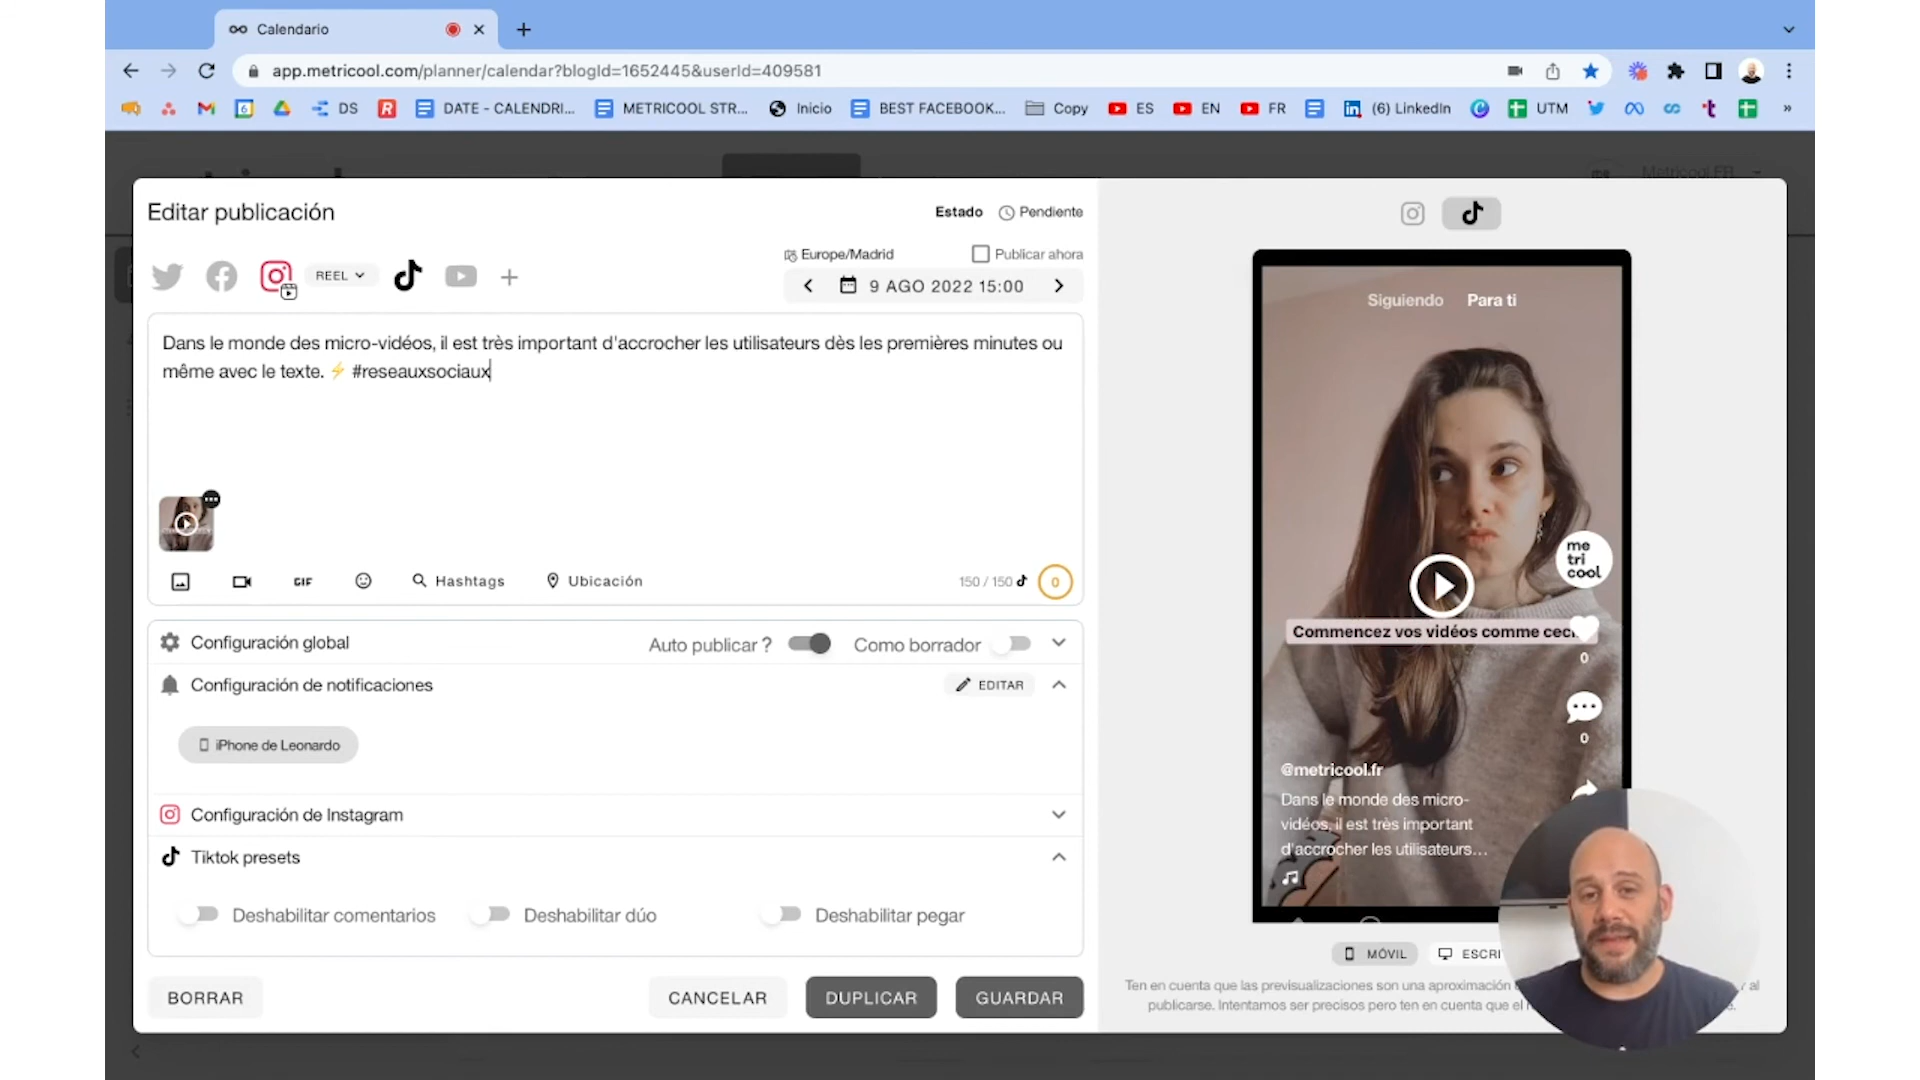 Calendario
app.metricool.com/planner/calendar?blogId=1652445&userId=409581
DS
DATE - CALENDRI...
METRICOOL STR...
Inicio
BEST FACEBOOK...
Copy
ES
EN
FR
(6) LinkedIn
UTM
»
Metricool FR
Editar publicación
Estado Pendiente
Europe/Madrid
Publicar ahora
REEL
9 AGO 2022 15:00
Dans le monde des micro-vidéos, il est très important d'accrocher les utilisateurs dès les premières minutes ou
même avec le texte. ⚡ #reseauxsociaux
GIF
Hashtags
Ubicación
150 / 150
0
Configuración global
Auto publicar ?
Como borrador
Configuración de notificaciones
EDITAR
iPhone de Leonardo
Configuración de Instagram
Tiktok presets
Deshabilitar comentarios
Deshabilitar dúo
Deshabilitar pegar
BORRAR
CANCELAR
DUPLICAR
GUARDAR
Siguiendo Para ti
me
tri
cool
Commencez vos vidéos comme ceci
0
0
@metricool.fr
Dans le monde des micro-
vidéos, il est très important
d'accrocher les utilisateurs...
MÓVIL
ESCRI
Ten en cuenta que las previsualizaciones son una aproximación al
publicarse. Intentamos ser precisos pero ten en cuenta que el